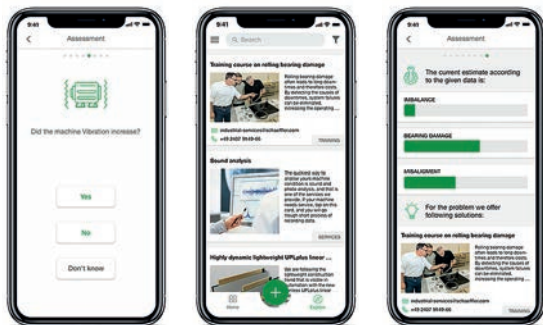 9:41
Assessment
Did the machine Vibration increase?
Yes
No
Don't know
9:41
Search
Training course on rolling bearing damage
Rolling bearing damage
often leads to long down-
times and therefore costs.
By detecting the causes of
downtimes, system failures
can be eliminated,
increasing the operating ...
industrial-services@schaeffler.com
+49 2407 9149-66
TRAINING
Sound analysis
The quickest way to
analyse your machine
condition is sound and
photo analysis, and that is
one of the services we
provide. If your machine
needs service, tap on this
card, and you will go
through short process of
recording data.
SERVICES
Highly dynamic lightweight UPLplus linear ...
We are following the
lightweight construction
trend that is visible in
automation with the new
UPLplus linear
Home
Explore
9:41
Assessment
The current estimate according
to the given data is:
IMBALANCE
BEARING DAMAGE
MISALIGMENT
For the problem we offer
following solutions:
Training course on rolling bearing damage
Rolling bearing damage
often leads to long down-
times and therefore costs.
By detecting the causes of
downtimes, system failures
can be eliminated,
increasing the operating ...
industrial-services@schaeffler.com
+49 2407 9149-66
TRAINING